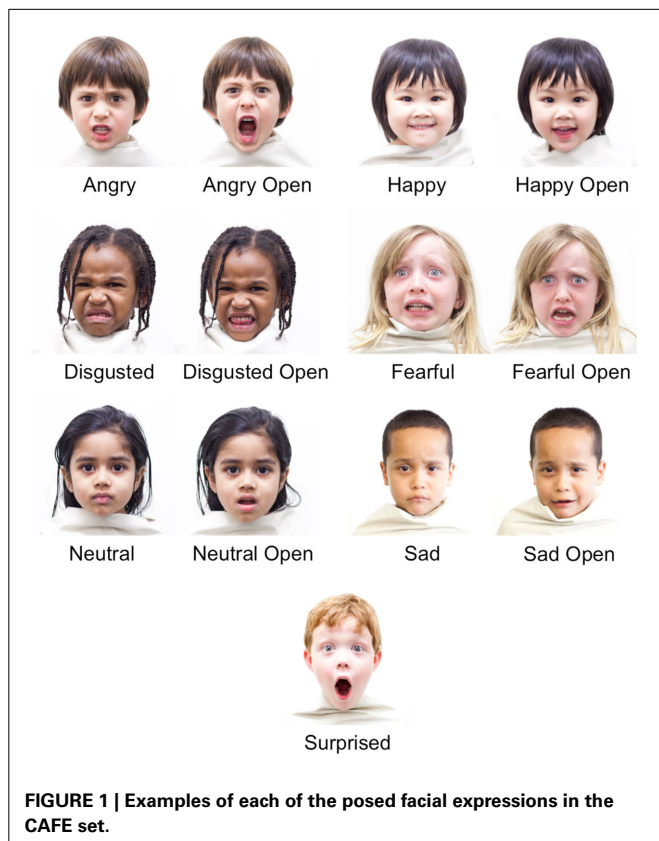 Angry Angry Open Happy Happy Open
Disgusted Disgusted Open Fearful Fearful Open
Neutral Neutral Open Sad Sad Open
Surprised
FIGURE 1 | Examples of each of the posed facial expressions in the
CAFE set.